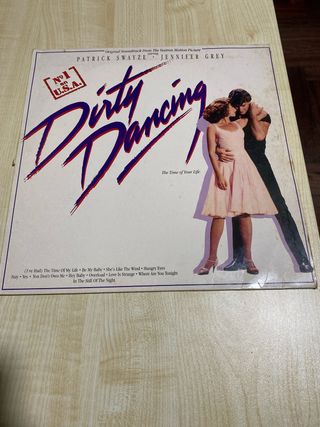 Original Soundtrack From The Vestron Motion Picture
PATRICK SWAYZE • JENNIFER GREY
Nº 1
in
U.S.A.
Dirty
Dancing
The Time of Your Life
(I've Had) The Time Of My Life • Be My Baby • She's Like The Wind • Hungry Eyes
Stay • Yes • You Don't Own Me • Hey Baby • Overload • Love Is Strange • Where Are You Tonight
In The Still Of The Night